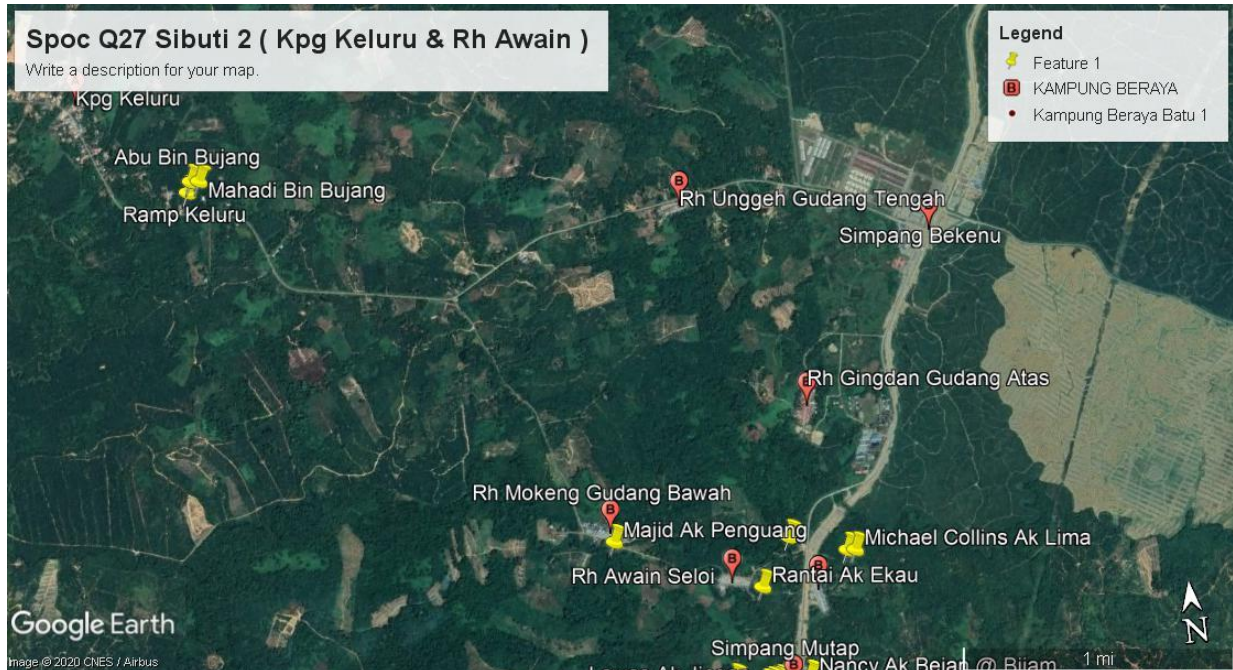 Spoc Q27 Sibuti 2 ( Kpg Keluru & Rh Awain )
Write a description for your map.
Legend
Feature 1
B KAMPUNG BERAYA
Kampung Beraya Batu 1
Kpg Keluru
Abu Bin Bujang
Mahadi Bin Bujang
Ramp Keluru
B
Rh Unggeh Gudang Tengah
Simpang Bekenu
B
Rh Gingdan Gudang Atas
Rh Mokeng Gudang Bawah
B
Majid Ak Penguang
Michael Collins Ak Lima
B
Rh Awain Seloi
Rantai Ak Ekau
B
Simpang Mutap
B
Nancy Ak Bejan @ Bijam
Google Earth
Image © 2020 CNES / Airbus
1 mi
N